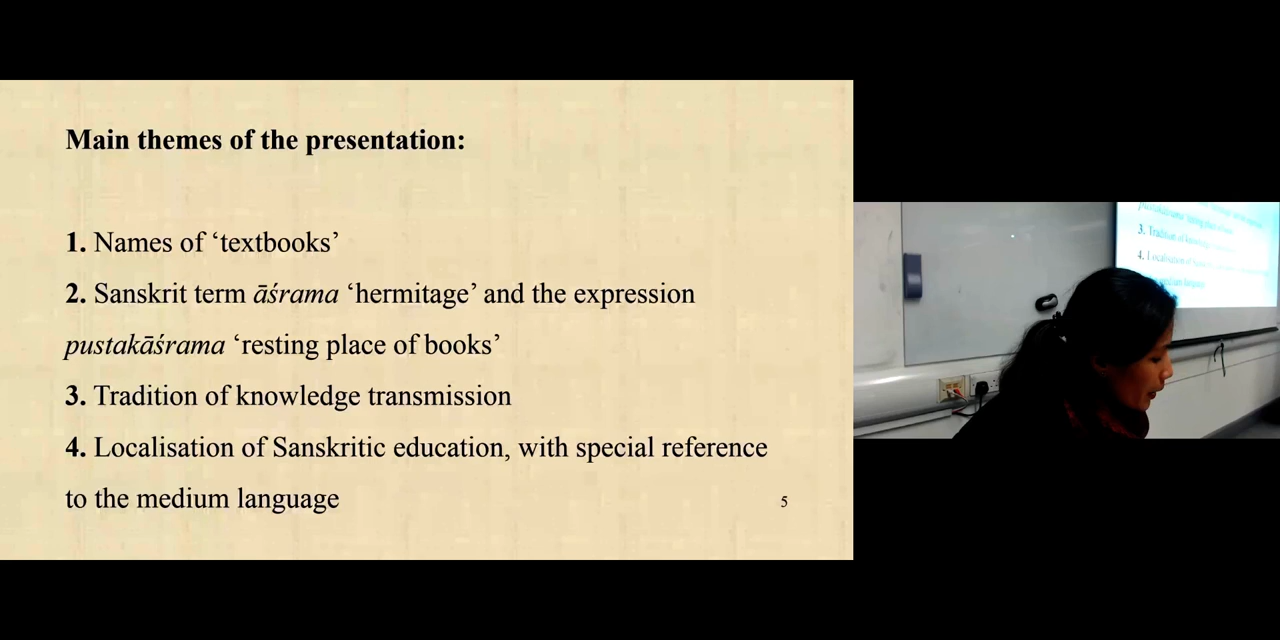 Main themes of the presentation:
1. Names of ‘textbooks’
2. Sanskrit term āśrama ‘hermitage’ and the expression
pustakāśrama ‘resting place of books’
3. Tradition of knowledge transmission
4. Localisation of Sanskritic education, with special reference
to the medium language
5